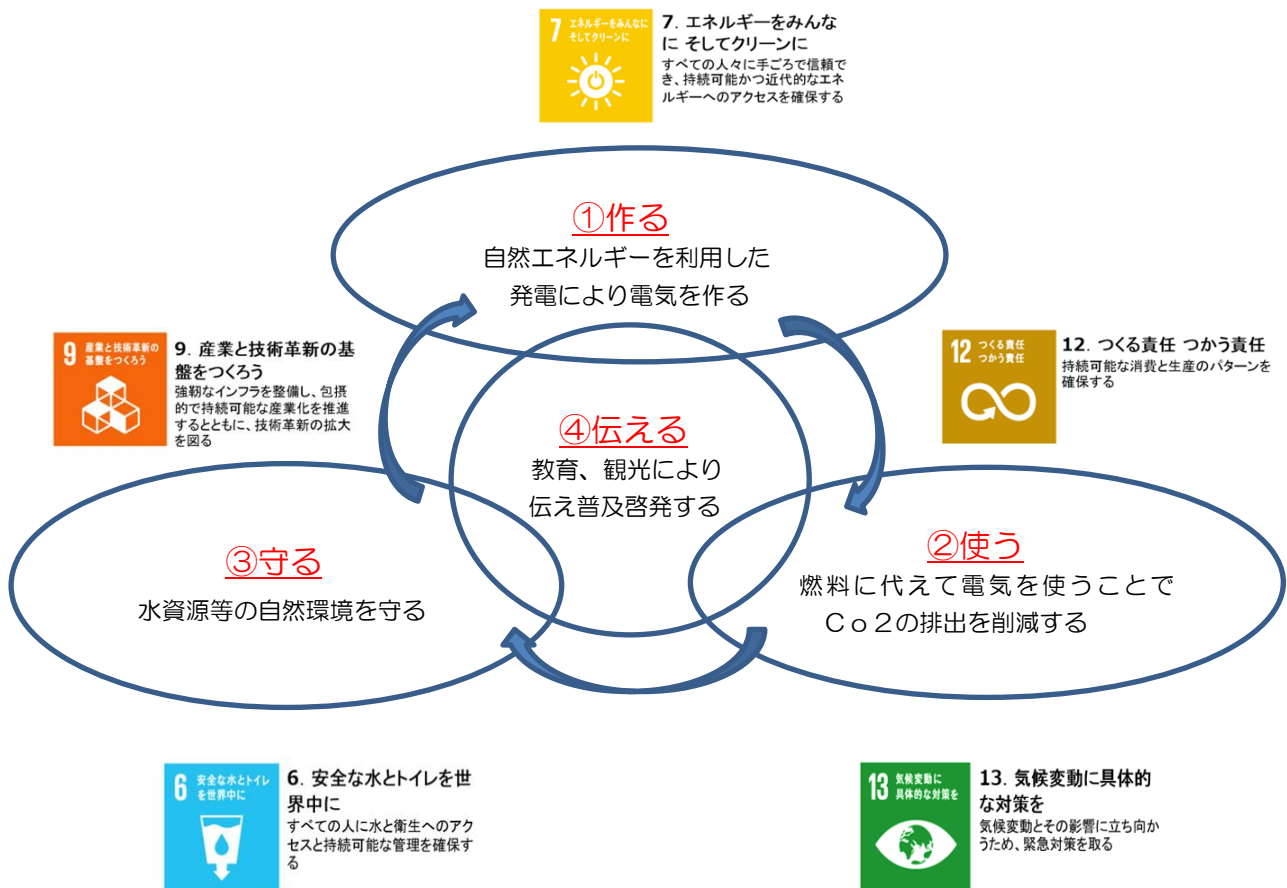 7 エネルギーをみんなに
そしてクリーンに
7. エネルギーをみんな
に そしてクリーンに
すべての人々に手ごろで信頼で
き、持続可能かつ近代的なエネ
ルギーへのアクセスを確保する
①作る
自然エネルギーを利用した
発電により電気を作る
9 産業と技術革新の
基盤をつくろう
9. 産業と技術革新の基
盤をつくろう
強靭なインフラを整備し、包摂
的で持続可能な産業化を推進
するとともに、技術革新の拡大
を図る
12 つくる責任
つかう責任
12. つくる責任 つかう責任
持続可能な消費と生産のパターンを
確保する
④伝える
教育、観光により
伝え普及啓発する
③守る
水資源等の自然環境を守る
②使う
燃料に代えて電気を使うことで
Ｃｏ２の排出を削減する
6 安全な水とトイレ
を世界中に
6. 安全な水とトイレを世
界中に
すべての人に水と衛生へのアク
セスと持続可能な管理を確保す
る
13 気候変動に
具体的な対策を
13. 気候変動に具体的
な対策を
気候変動とその影響に立ち向か
うため、緊急対策を取る